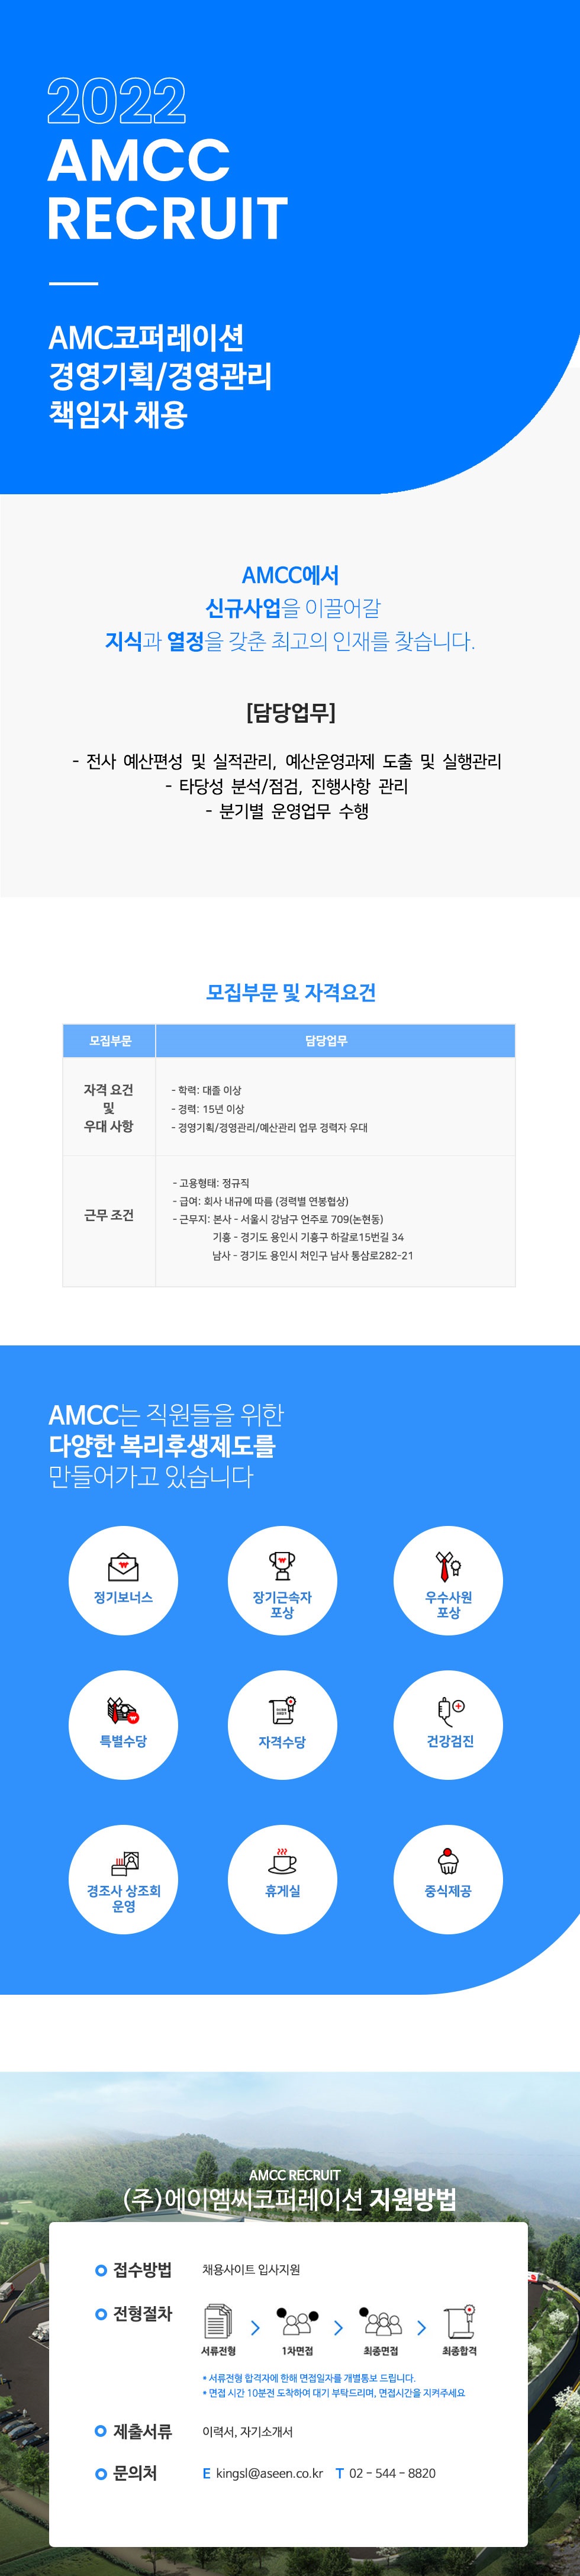 2022
AMCC
RECRUIT
AMC코퍼레이션
경영기획/경영관리
책임자 채용
AMCC에서
신규사업을 이끌어갈
지식과 열정을 갖춘 최고의 인재를 찾습니다.
[담당업무]
- 전사 예산편성 및 실적관리, 예산운영과제 도출 및 실행관리
- 타당성 분석/점검, 진행사항 관리
- 분기별 운영업무 수행
모집부문 및 자격요건
모집부문 담당업무
자격 요건
및
우대 사항
- 학력: 대졸 이상
- 경력: 15년 이상
- 경영기획/경영관리/예산관리 업무 경력자 우대
근무 조건
- 고용형태: 정규직
- 급여: 회사 내규에 따름 (경력별 연봉협상)
- 근무지: 본사 - 서울시 강남구 언주로 709(논현동)
기흥 - 경기도 용인시 기흥구 하갈로15번길 34
남사 - 경기도 용인시 처인구 남사 통삼로282-21
AMCC는 직원들을 위한
다양한 복리후생제도를
만들어가고 있습니다
정기보너스
장기근속자
포상
우수사원
포상
특별수당
자격수당
건강검진
경조사 상조회
운영
휴게실
중식제공
AMCC RECRUIT
(주)에이엠씨코퍼레이션 지원방법
접수방법 채용사이트 입사지원
전형절차
서류전형 1차면접 최종면접 최종합격
* 서류전형 합격자에 한해 면접일자를 개별통보 드립니다.
* 면접 시간 10분전 도착하여 대기 부탁드리며, 면접시간을 지켜주세요
제출서류 이력서, 자기소개서
문의처 E kingsl@aseen.co.kr T 02 - 544 - 8820